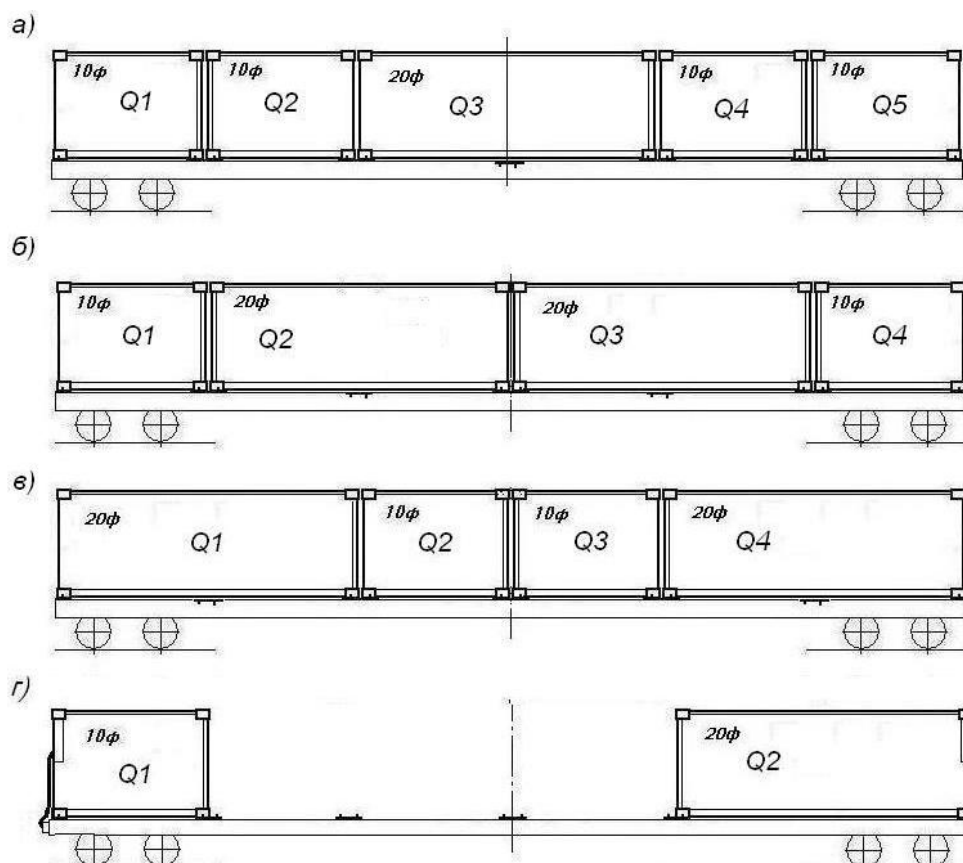 а)
10ф 10ф 20ф 10ф 10ф
Q1 Q2 Q3 Q4 Q5
б)
10ф 20ф 20ф 10ф
Q1 Q2 Q3 Q4
в)
20ф 10ф 10ф 20ф
Q1 Q2 Q3 Q4
г)
10ф 20ф
Q1 Q2